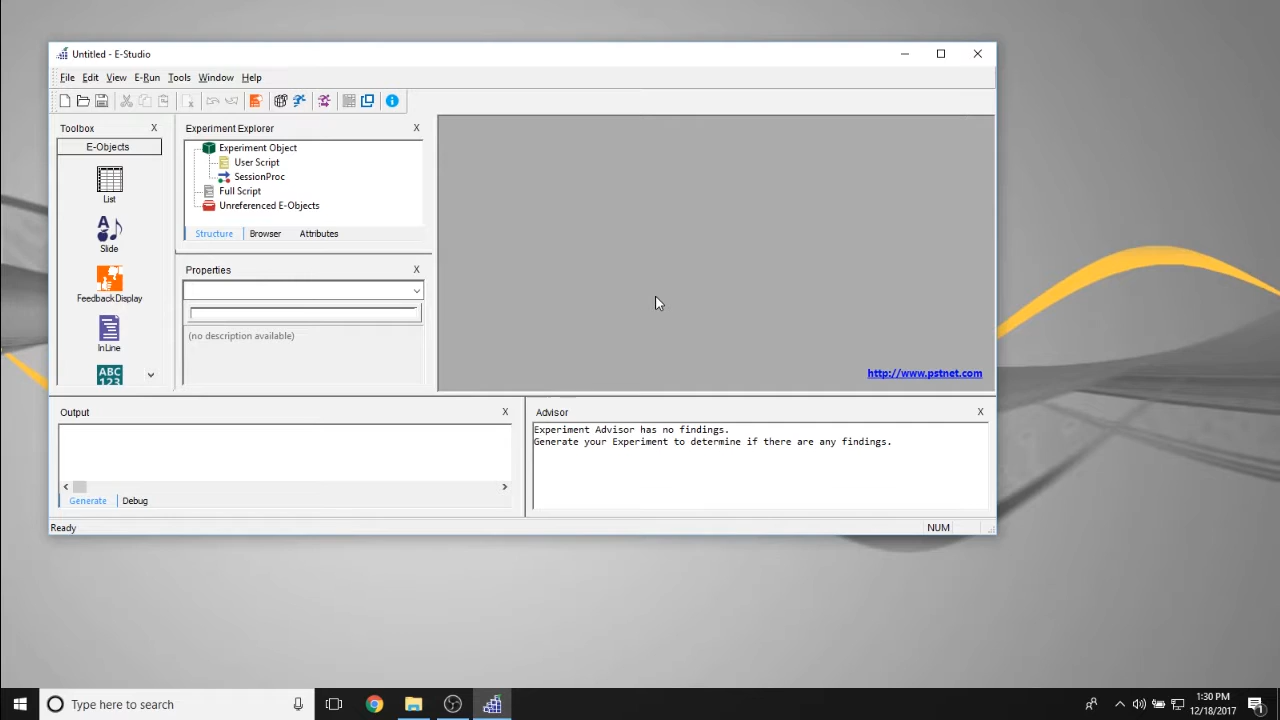 Untitled - E-Studio
File Edit View E-Run Tools Window Help
Toolbox X
E-Objects
List
Slide
FeedbackDisplay
InLine
ABC
123
Experiment Explorer X
Experiment Object
User Script
SessionProc
Full Script
Unreferenced E-Objects
Structure Browser Attributes
Properties X
(no description available)
http://www.pstnet.com
Output X
Generate Debug
Advisor X
Experiment Advisor has no findings.
Generate your Experiment to determine if there are any findings.
Ready NUM
Type here to search
1:30 PM
12/18/2017
1